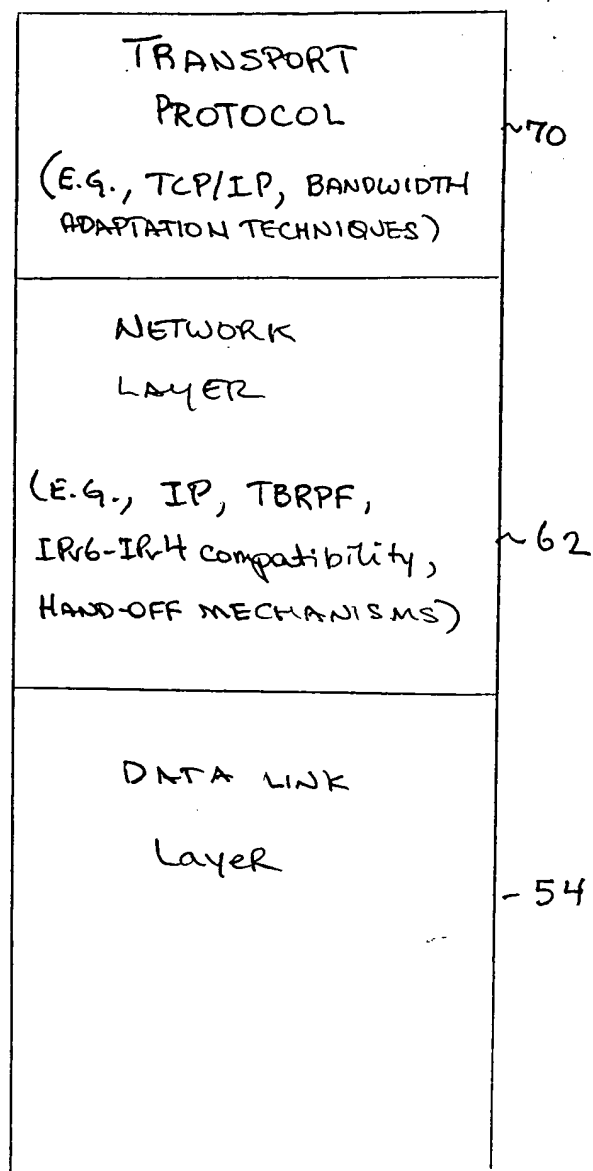 TRANSPORT
PROTOCOL
~70
(E.G., TCP/IP, BANDWIDTH
ADAPTATION TECHNIQUES)
NETWORK
LAYER
(E.G., IP, TBRPF,
IPv6-IPv4 compatibility,
~62
HAND-OFF MECHANISMS)
DATA LINK
LayeR
- 54